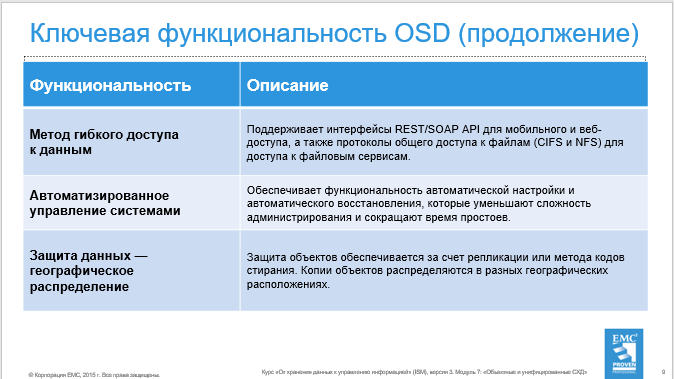 Ключевая функциональность OSD (продолжение)
Функциональность
Описание
Метод гибкого доступа
к данным
Поддерживает интерфейсы REST/SOAP API для мобильного и веб-
доступа, а также протоколы общего доступа к файлам (CIFS и NFS) для
доступа к файловым сервисам.
Автоматизированное
управление системами
Обеспечивает функциональность автоматической настройки и
автоматического восстановления, которые уменьшают сложность
администрирования и сокращают время простоев.
Защита данных —
географическое
распределение
Защита объектов обеспечивается за счет репликации или метода кодов
стирания. Копии объектов распределяются в разных географических
расположениях.
EMC²
PROVEN
PROFESSIONAL
© Корпорация EMC, 2015 г. Все права защищены.
Курс «От хранения данных к управлению информацией» (ISM), версия 3. Модуль 7: «Объектные и унифицированные СХД»
9